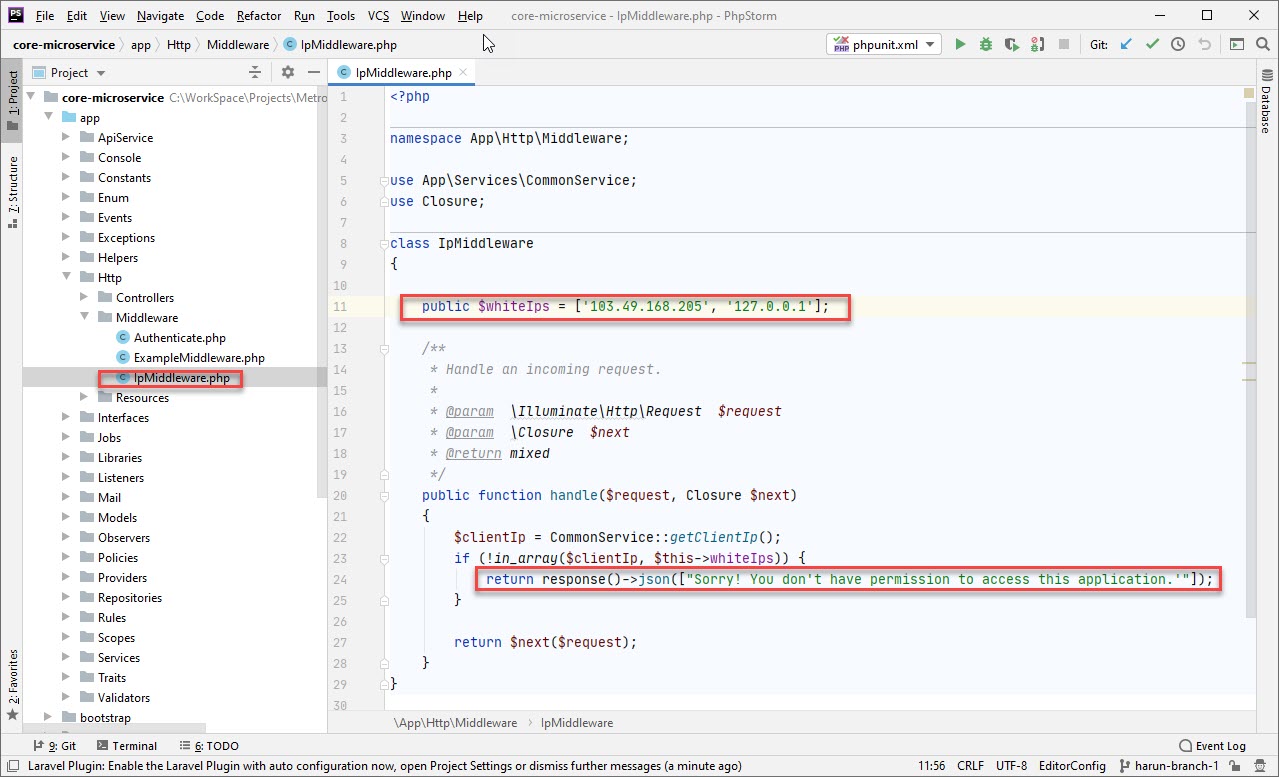 PS File Edit View Navigate Code Refactor Run Tools VCS Window Help core-microservice - IpMiddleware.php - PhpStorm
core-microservice app Http Middleware IpMiddleware.php PHP phpunit.xml Git:
1: Project
7: Structure
2: Favorites
Project
core-microservice C:\WorkSpace\Projects\Metro
app
ApiService
Console
Constants
Enum
Events
Exceptions
Helpers
Http
Controllers
Middleware
Authenticate.php
ExampleMiddleware.php
IpMiddleware.php
Resources
Interfaces
Jobs
Libraries
Listeners
Mail
Models
Observers
Policies
Providers
Repositories
Rules
Scopes
Services
Traits
Validators
bootstrap
IpMiddleware.php
1 <?php
2
3 namespace App\Http\Middleware;
4
5 use App\Services\CommonService;
6 use Closure;
7
8 class IpMiddleware
9 {
10
11 public $whiteIps = ['103.49.168.205', '127.0.0.1'];
12
13 /**
14 * Handle an incoming request.
15 *
16 * @param \Illuminate\Http\Request $request
17 * @param \Closure $next
18 * @return mixed
19 */
20 public function handle($request, Closure $next)
21 {
22 $clientIp = CommonService::getClientIp();
23 if (!in_array($clientIp, $this->whiteIps)) {
24 return response()->json(["Sorry! You don't have permission to access this application.'"]);
25 }
26
27 return $next($request);
28 }
29 }
30
\App\Http\Middleware IpMiddleware
Database
9: Git Terminal 6: TODO Event Log
Laravel Plugin: Enable the Laravel Plugin with auto configuration now, open Project Settings or dismiss further messages (a minute ago) 11:56 CRLF UTF-8 EditorConfig harun-branch-1